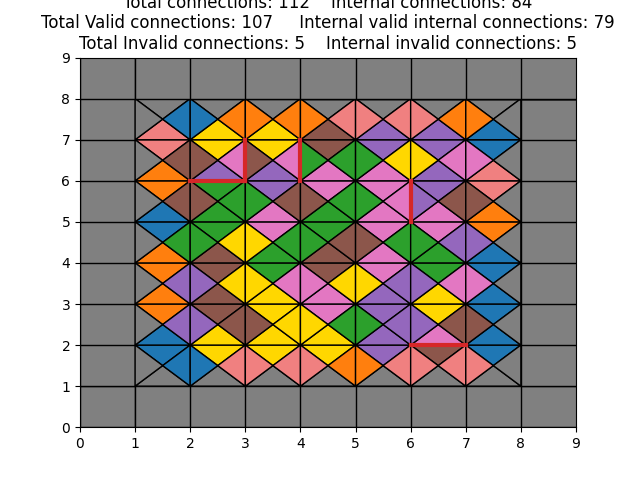 Total connections: 112    Internal connections: 84
Total Valid connections: 107    Internal valid internal connections: 79
Total Invalid connections: 5    Internal invalid connections: 5
9
8
7
6
5
4
3
2
1
0
0 1 2 3 4 5 6 7 8 9